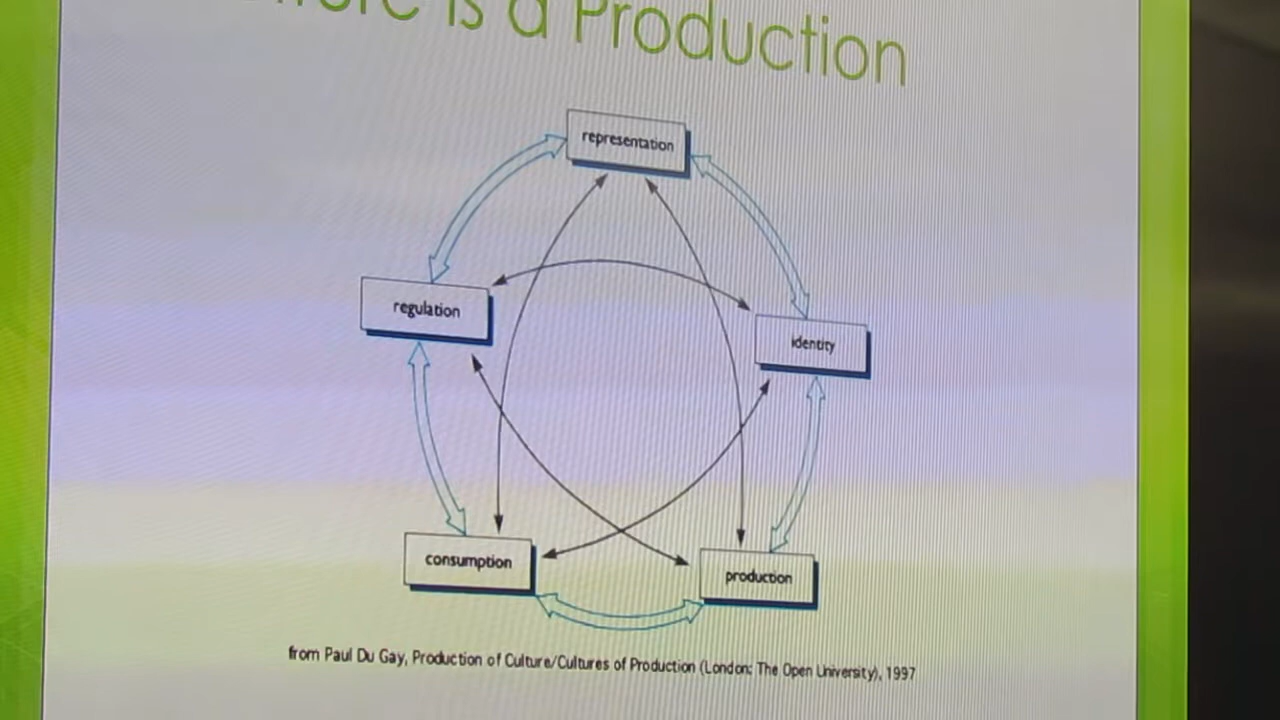 is a Production
representation
regulation
identity
consumption
production
from Paul Du Gay, Production of Culture/Cultures of Production (London: The Open University), 1997